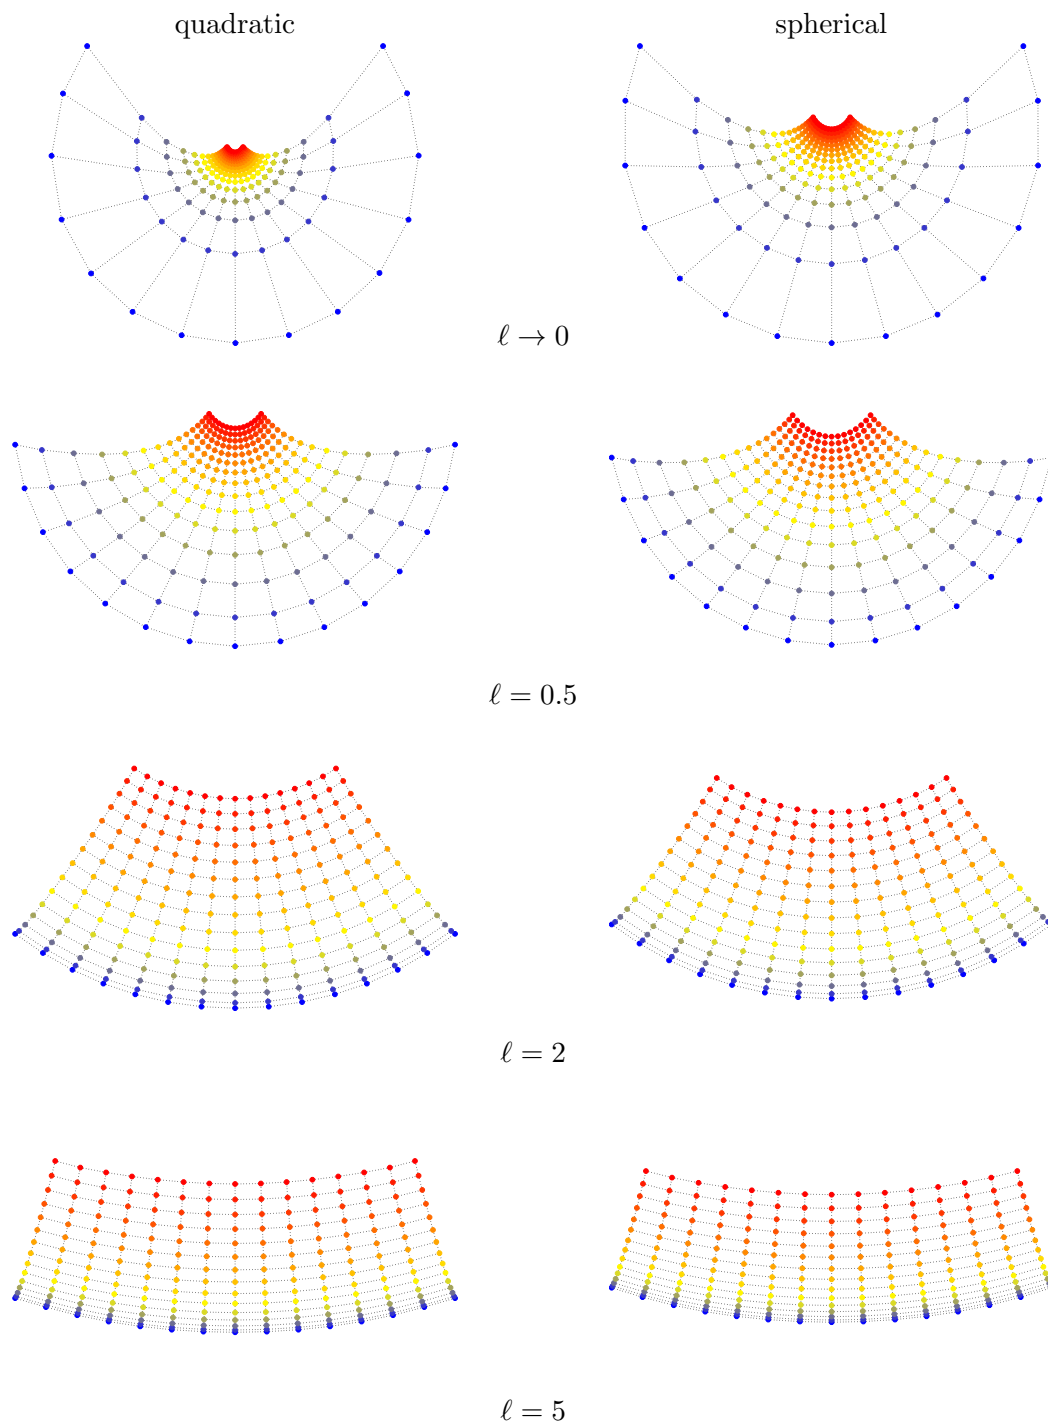 quadratic spherical
ℓ → 0
ℓ = 0.5
ℓ = 2
ℓ = 5